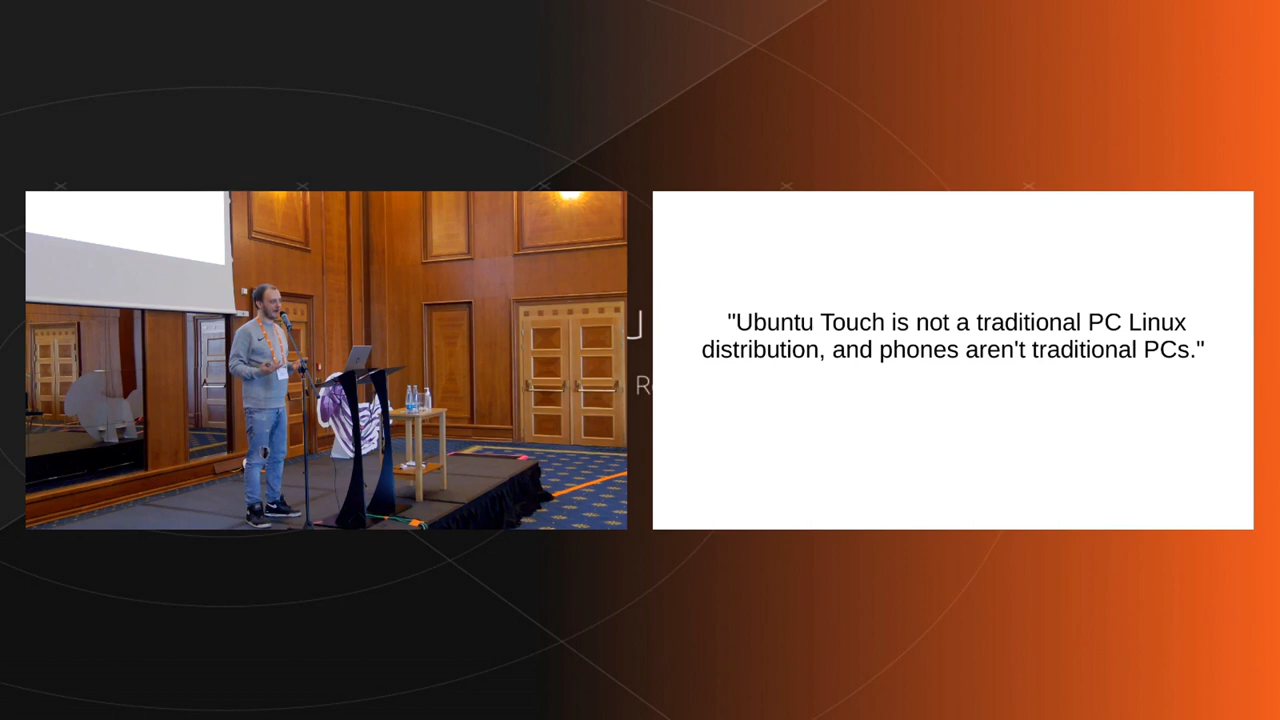 "Ubuntu Touch is not a traditional PC Linux
distribution, and phones aren't traditional PCs."